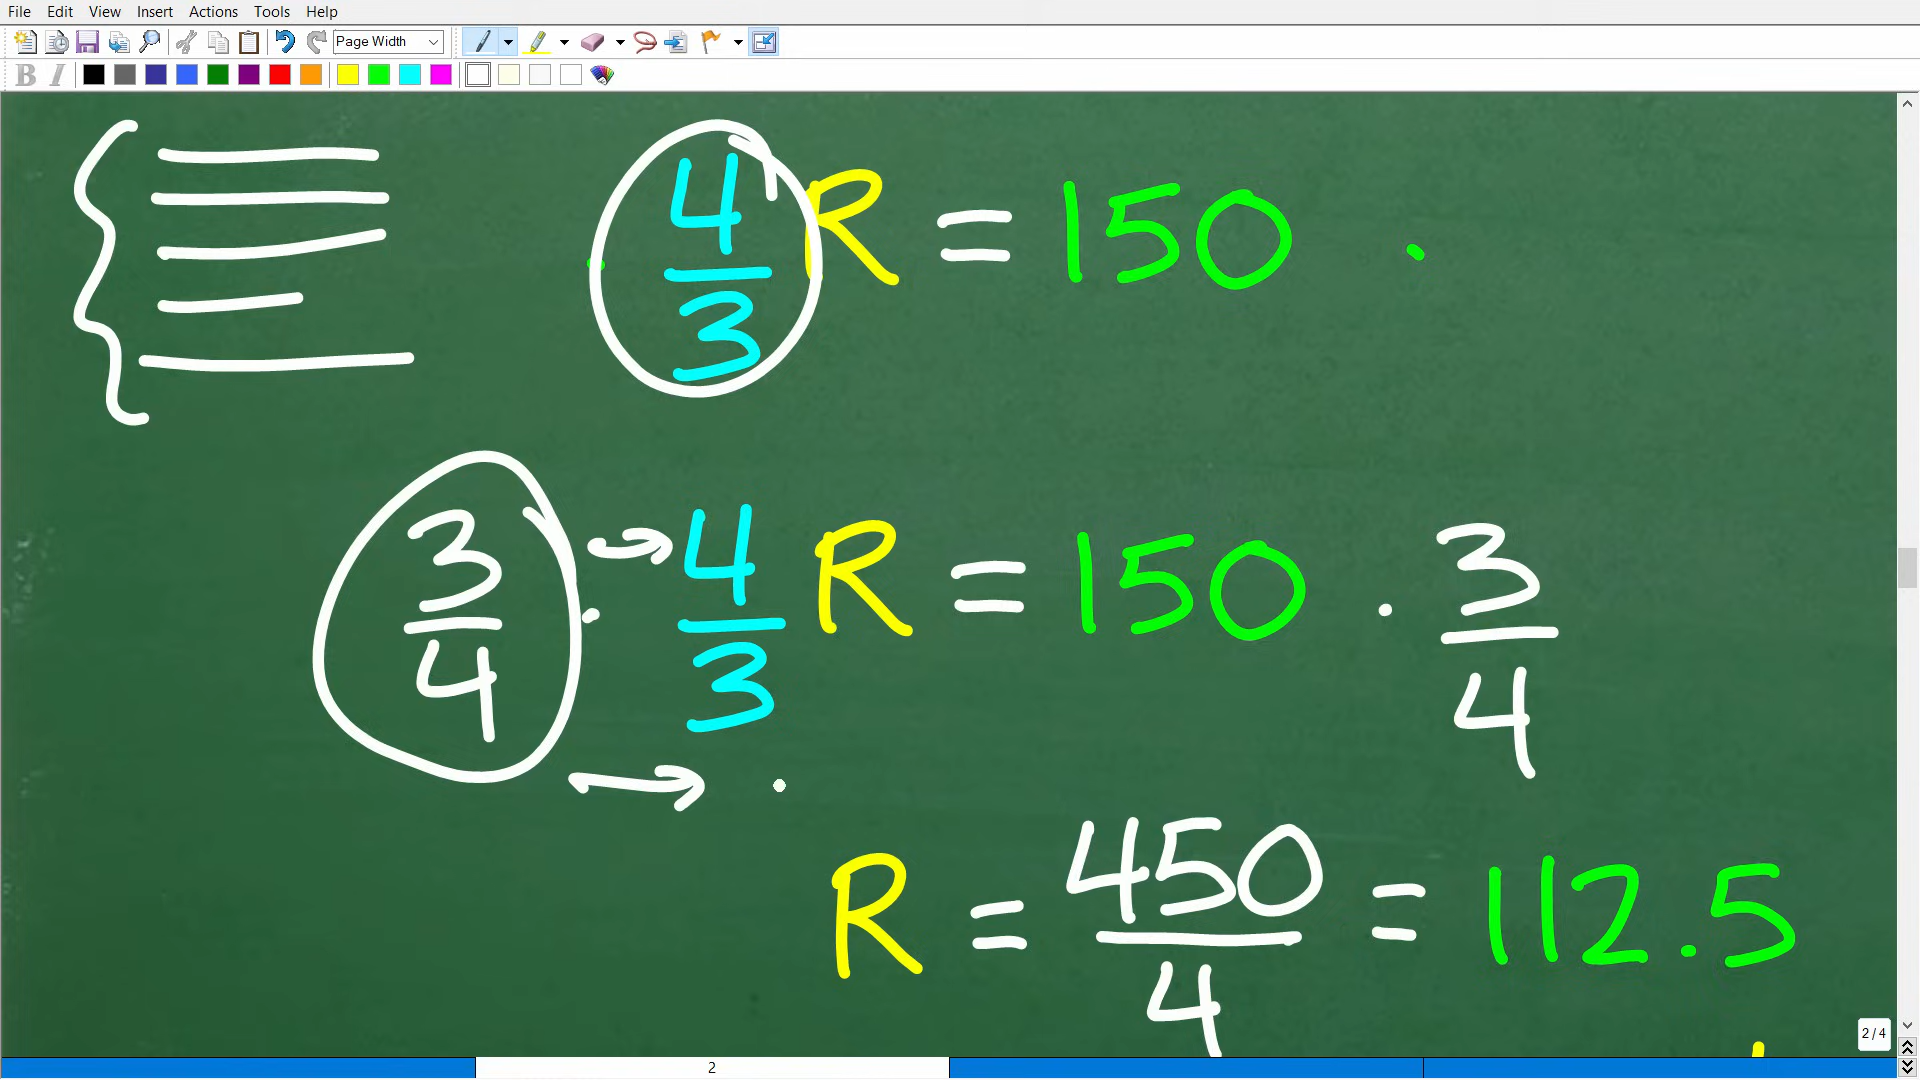 File Edit View Insert Actions Tools Help
Page Width
B I
4/3 R = 150 .
3/4 · 4/3 R = 150 · 3/4
R = 450/4 = 112.5
2 / 4
2